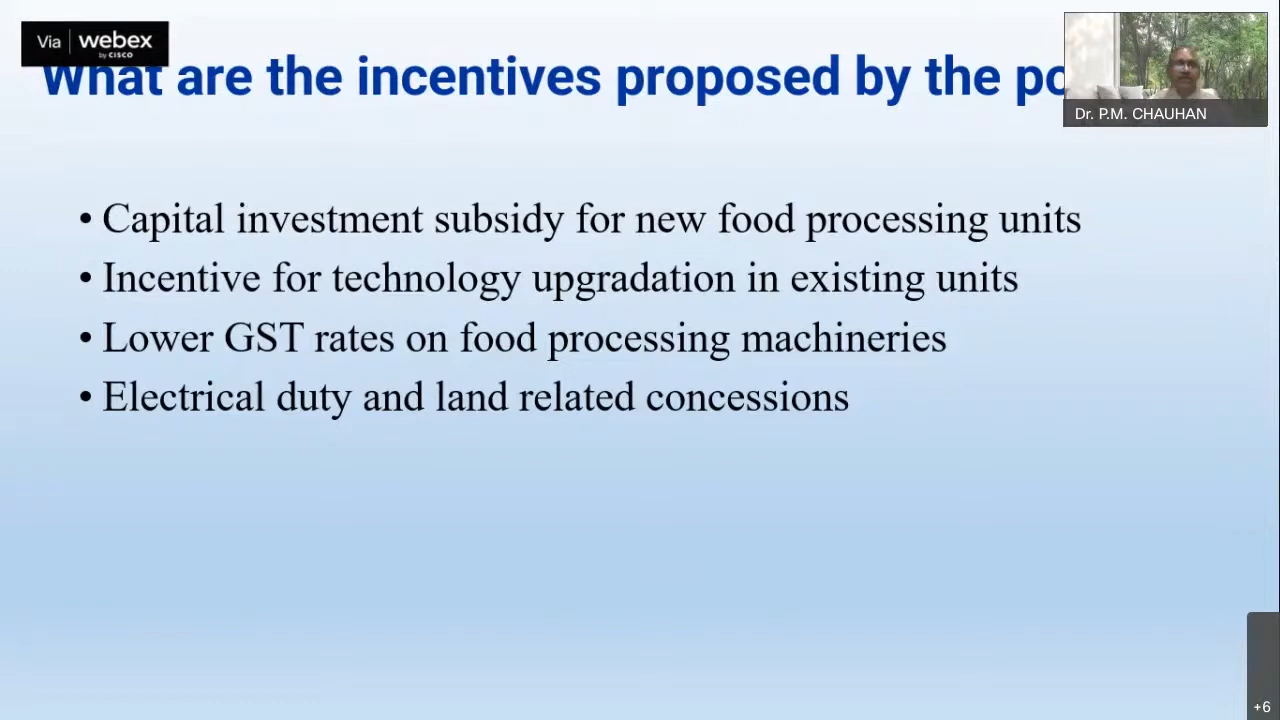 Via webex
by CISCO
What are the incentives proposed by the po
Dr. P.M. CHAUHAN
• Capital investment subsidy for new food processing units
• Incentive for technology upgradation in existing units
• Lower GST rates on food processing machineries
• Electrical duty and land related concessions
+6